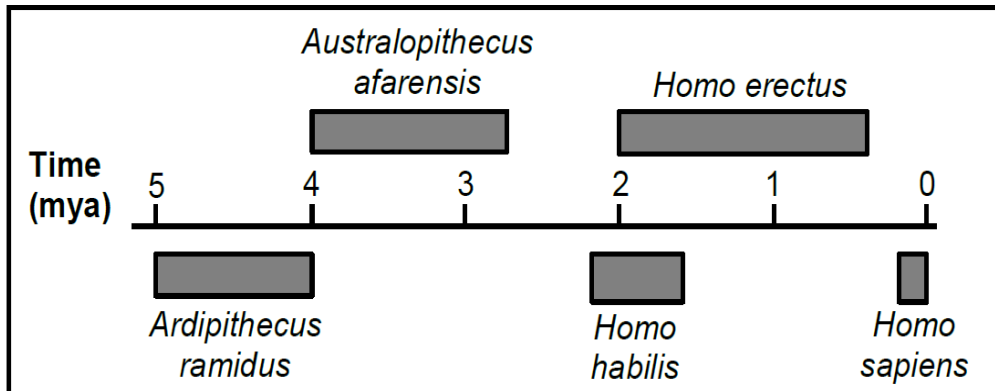 Australopithecus
afarensis
Homo erectus
Time
(mya)
5 4 3 2 1 0
Ardipithecus
ramidus
Homo
habilis
Homo
sapiens